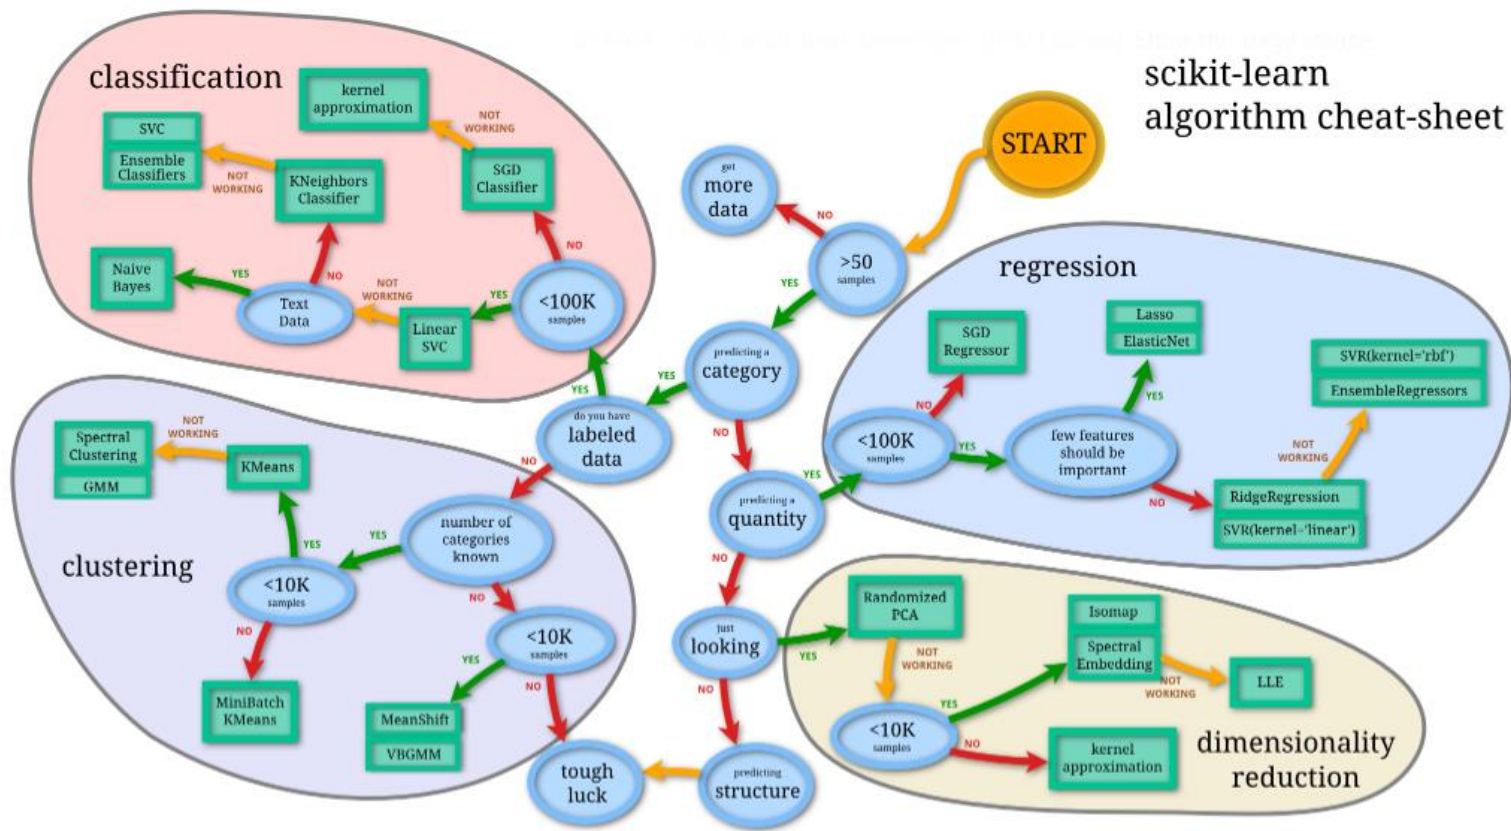 scikit-learn
algorithm cheat-sheet
START
classification
kernel
approximation
NOT
WORKING
SVC
Ensemble
Classifiers
NOT
WORKING
KNeighbors
Classifier
SGD
Classifier
NO
Naive
Bayes
YES
NO
Text
Data
NOT
WORKING
Linear
SVC
YES
<100K
samples
YES
get
more
data
NO
>50
samples
YES
predicting a
category
YES
NO
do you have
labeled
data
NO
predicting a
quantity
YES
NO
just
looking
YES
NO
predicting
structure
tough
luck
regression
SGD
Regressor
Lasso
ElasticNet
SVR(kernel='rbf')
EnsembleRegressors
NO
YES
<100K
samples
YES
few features
should be
important
NOT
WORKING
NO
RidgeRegression
SVR(kernel='linear')
clustering
Spectral
Clustering
GMM
NOT
WORKING
KMeans
number of
categories
known
YES
YES
<10K
samples
NO
NO
<10K
samples
YES
NO
MiniBatch
KMeans
MeanShift
VBGMM
dimensionality
reduction
Randomized
PCA
NOT
WORKING
Isomap
Spectral
Embedding
NOT
WORKING
LLE
YES
<10K
samples
NO
kernel
approximation